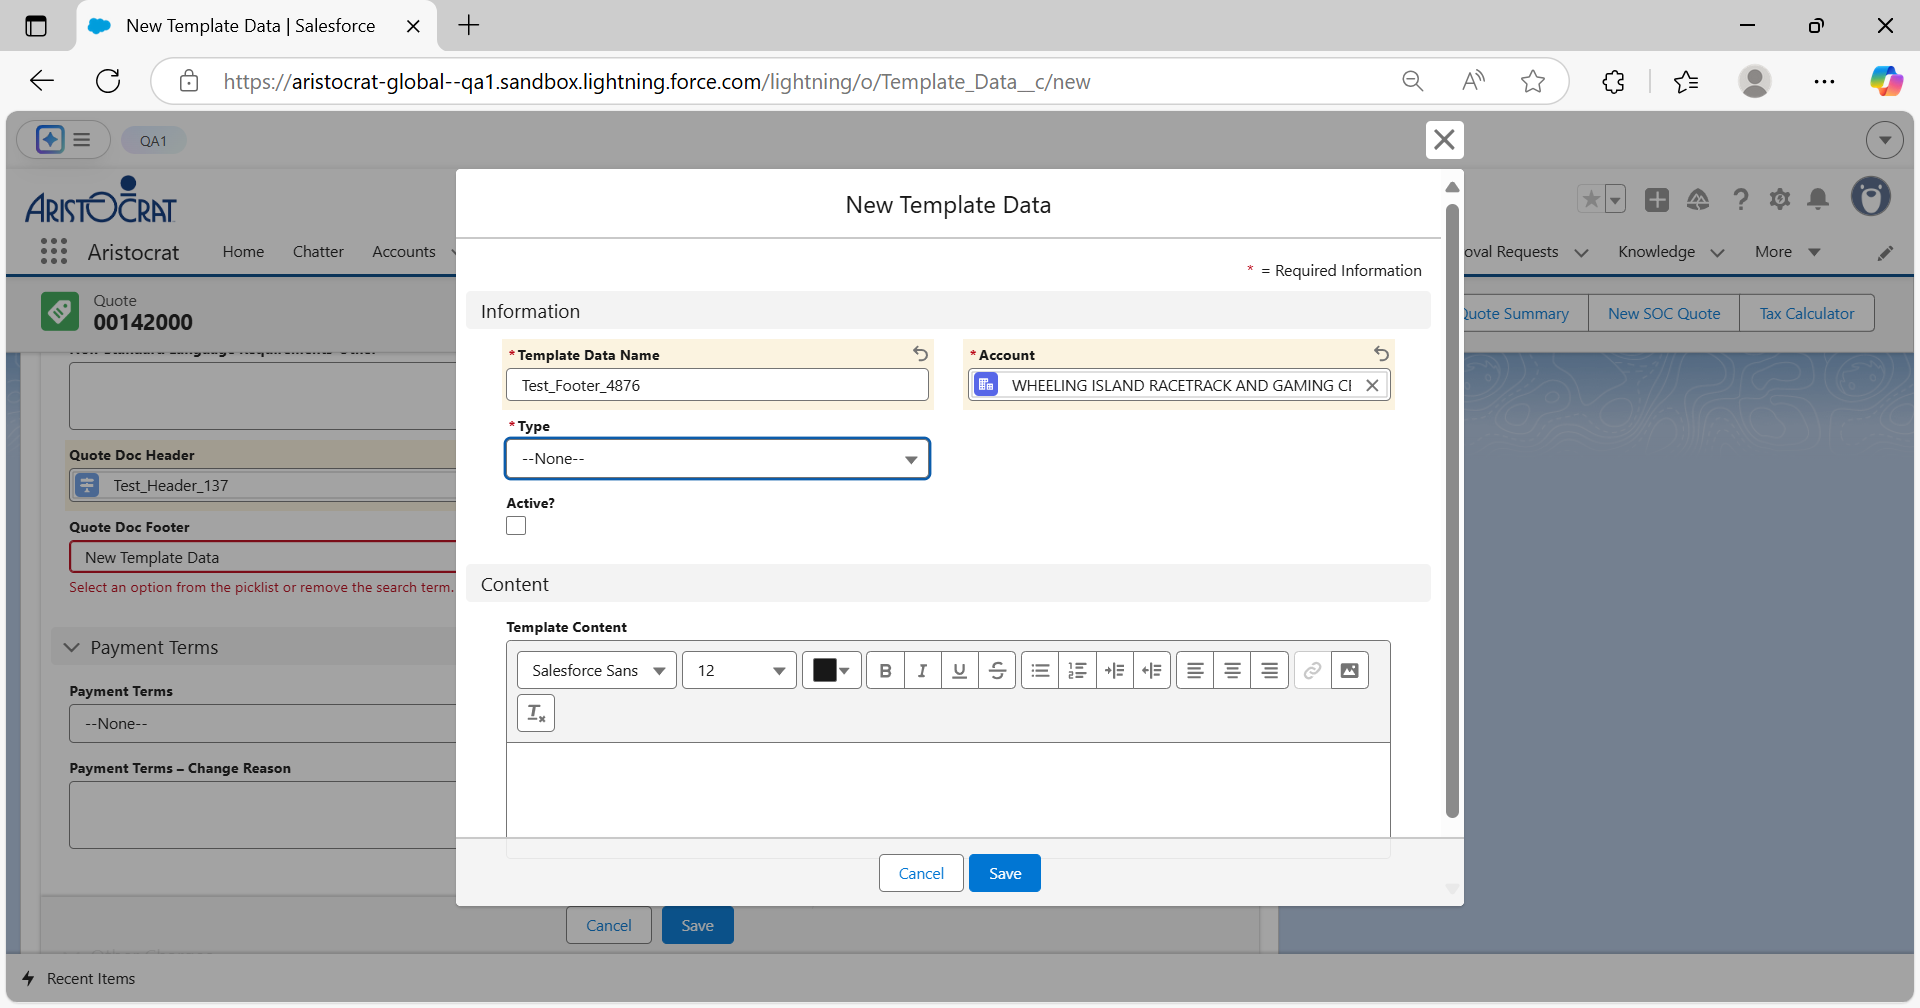 New Template Data | Salesforce
https://aristocrat-global--qa1.sandbox.lightning.force.com/lightning/o/Template_Data__c/new
QA1
ARISTOCRAT
Aristocrat
Home
Chatter
Accounts
oval Requests
Knowledge
More
Quote
00142000
Quote Summary
New SOC Quote
Tax Calculator
Quote Doc Header
Test_Header_137
Quote Doc Footer
New Template Data
Select an option from the picklist or remove the search term.
Payment Terms
Payment Terms
--None--
Payment Terms – Change Reason
Cancel
Save
Recent Items
New Template Data
* = Required Information
Information
*Template Data Name
Test_Footer_4876
*Account
WHEELING ISLAND RACETRACK AND GAMING CE
*Type
--None--
Active?
Content
Template Content
Salesforce Sans
12
Cancel
Save